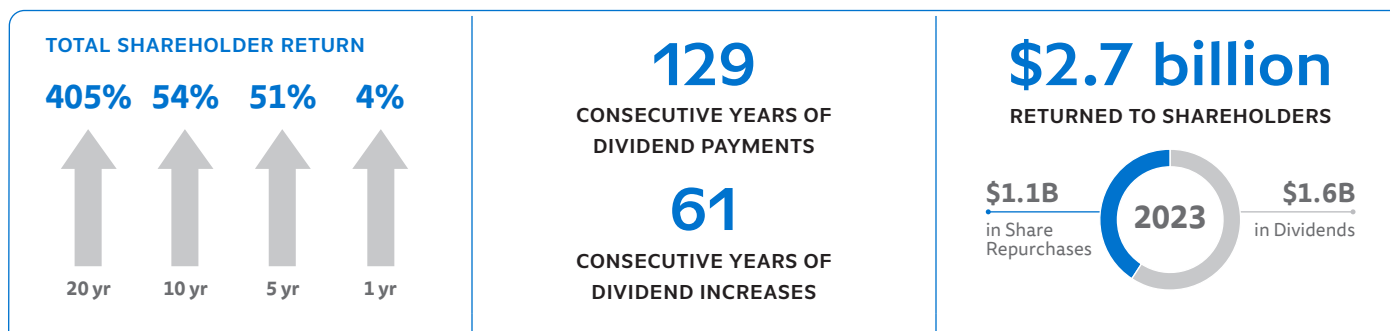 TOTAL SHAREHOLDER RETURN
405% 54% 51% 4%
20 yr 10 yr 5 yr 1 yr
129
CONSECUTIVE YEARS OF
DIVIDEND PAYMENTS
61
CONSECUTIVE YEARS OF
DIVIDEND INCREASES
$2.7 billion
RETURNED TO SHAREHOLDERS
$1.1B
in Share
Repurchases
2023
$1.6B
in Dividends